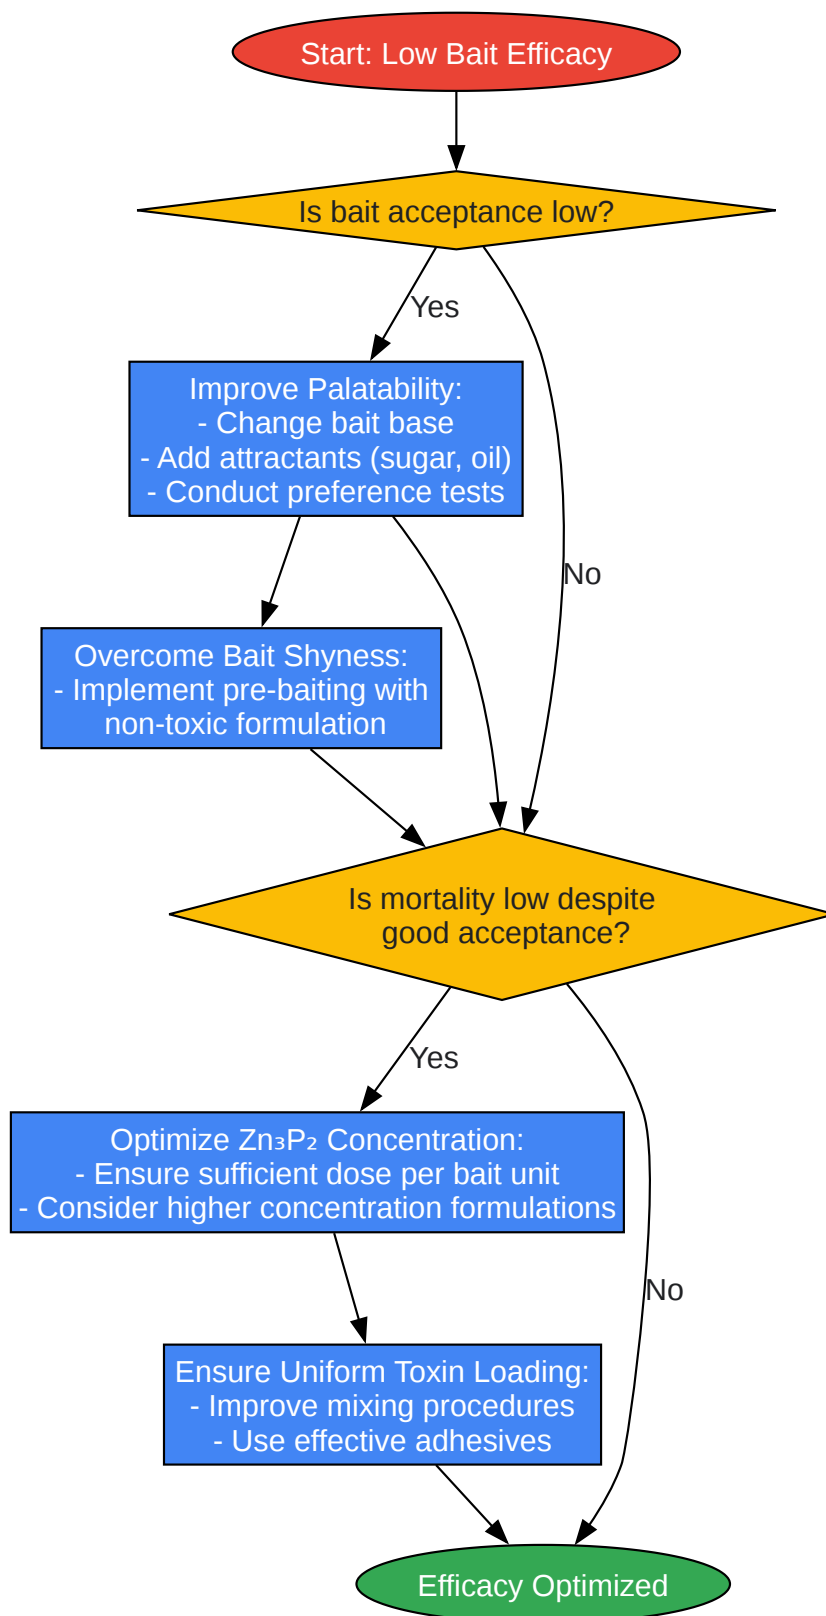 Start: Low Bait Efficacy
Is bait acceptance low?
Yes
Improve Palatability:
- Change bait base
- Add attractants (sugar, oil)
- Conduct preference tests
No
Overcome Bait Shyness:
- Implement pre-baiting with
non-toxic formulation
Is mortality low despite
good acceptance?
Yes
Optimize Zn₃P₂ Concentration:
- Ensure sufficient dose per bait unit
- Consider higher concentration formulations
No
Ensure Uniform Toxin Loading:
- Improve mixing procedures
- Use effective adhesives
Efficacy Optimized